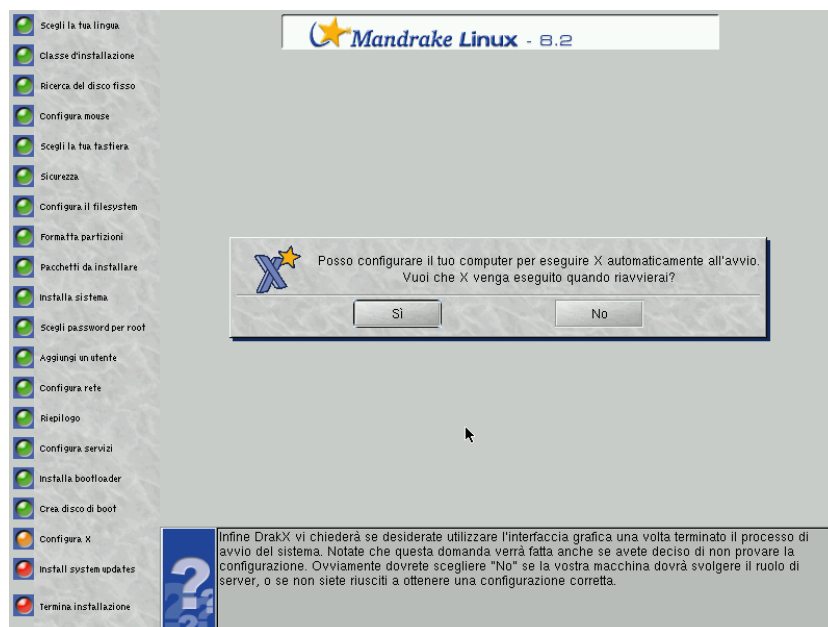 Mandrake Linux - 8.2
Scegli la tua lingua
Classe d'installazione
Ricerca del disco fisso
Configura mouse
Scegli la tua tastiera
Sicurezza
Configura il filesystem
Formatta partizioni
Pacchetti da installare
Installa sistema
Scegli password per root
Aggiungi un utente
Configura rete
Riepilogo
Configura servizi
Installa bootloader
Crea disco di boot
Configura X
Install system updates
Termina installazione
Posso configurare il tuo computer per eseguire X automaticamente all'avvio.
Vuoi che X venga eseguito quando riavvierai?
Sì
No
Infine DrakX vi chiederà se desiderate utilizzare l'interfaccia grafica una volta terminato il processo di
avvio del sistema. Notate che questa domanda verrà fatta anche se avete deciso di non provare la
configurazione. Ovviamente dovrete scegliere "No" se la vostra macchina dovrà svolgere il ruolo di
server, o se non siete riusciti a ottenere una configurazione corretta.